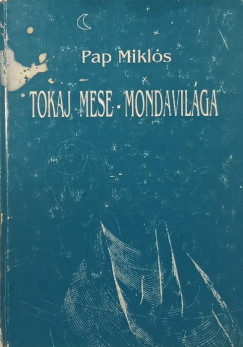 Pap Miklós
TOKAJ MESE - MONDAVILÁGA